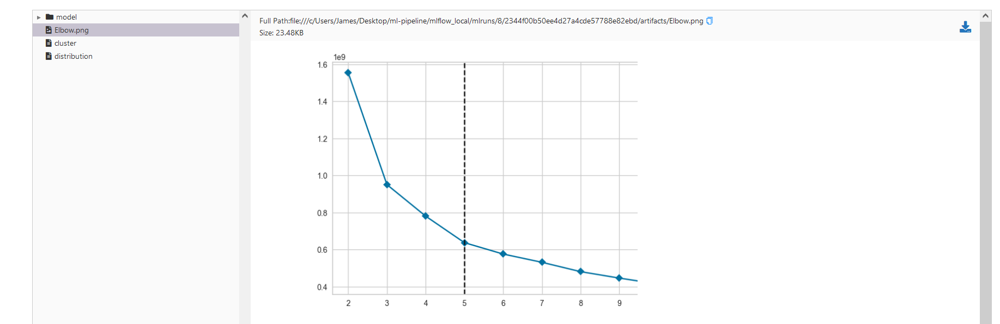 model
Elbow.png
cluster
distribution
Full Path:file:///c/Users/James/Desktop/ml-pipeline/mlflow_local/mlruns/8/2344f00b50ee4d27a4cde57788e82ebd/artifacts/Elbow.png
Size: 23.48KB
1e9
1.6
1.4
1.2
1.0
0.8
0.6
0.4
2 3 4 5 6 7 8 9